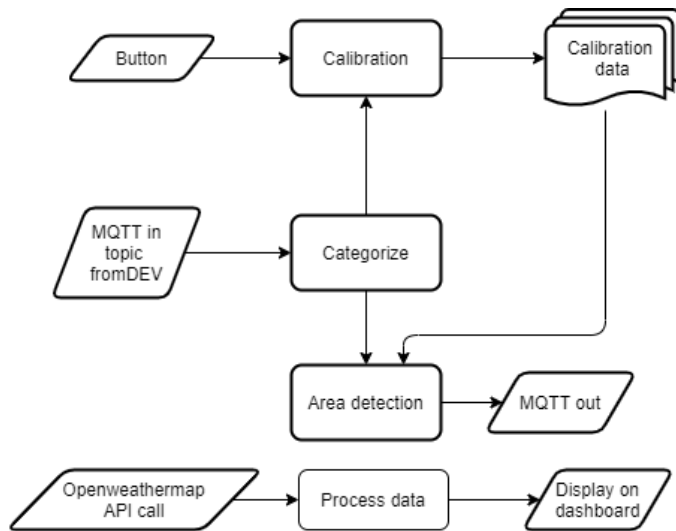 Button
Calibration
Calibration
data
MQTT in
topic
fromDEV
Categorize
Area detection
MQTT out
Openweathermap
API call
Process data
Display on
dashboard